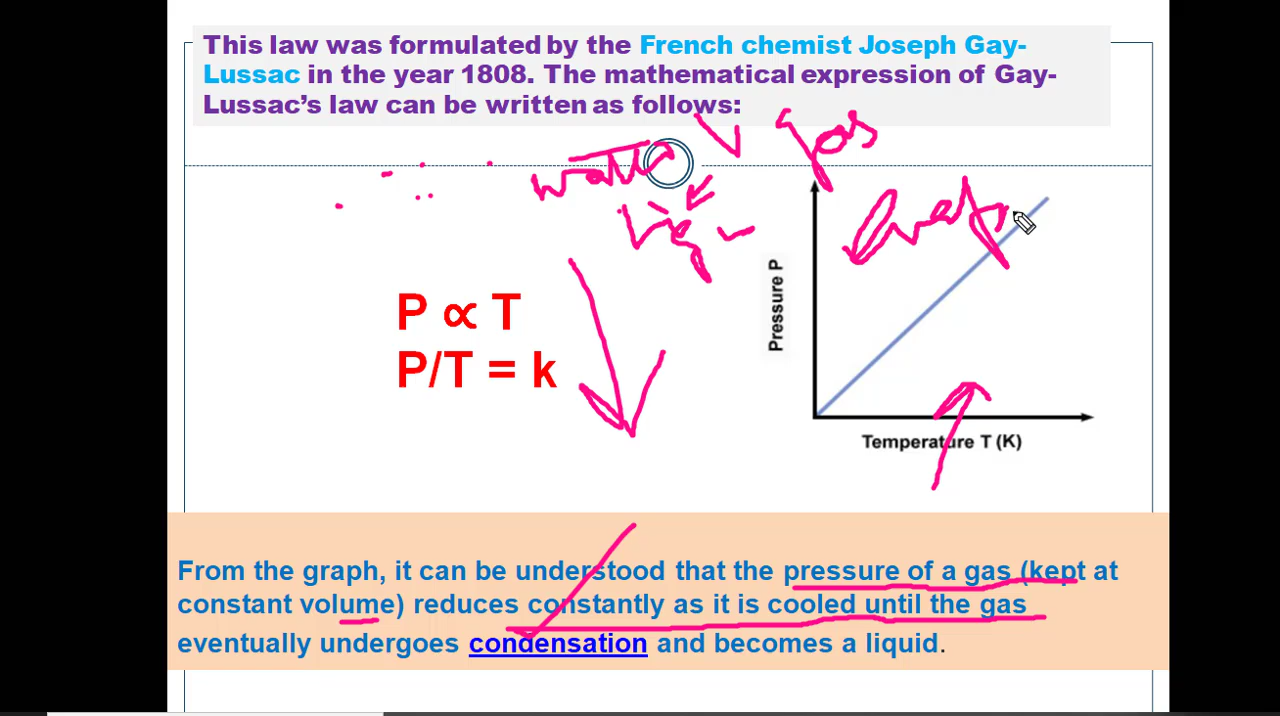 This law was formulated by the French chemist Joseph Gay-
Lussac in the year 1808. The mathematical expression of Gay-
Lussac's law can be written as follows:
gas
P ∝ T
P/T = k
Pressure P
Temperature T (K)
From the graph, it can be understood that the pressure of a gas (kept at
constant volume) reduces constantly as it is cooled until the gas
eventually undergoes condensation and becomes a liquid.